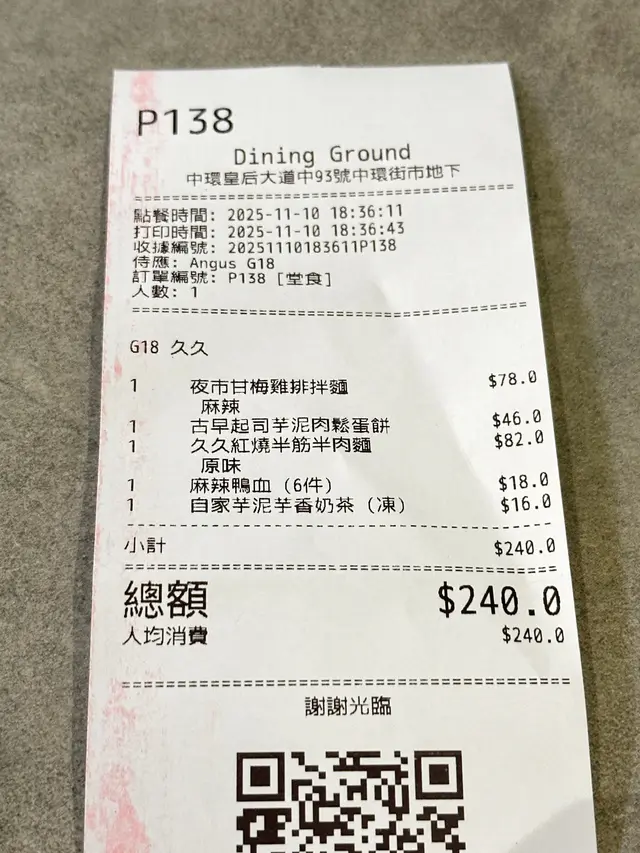 P138
Dining Ground
中環皇后大道中93號中環街市地下
點餐時間: 2025-11-10 18:36:11
打印時間: 2025-11-10 18:36:43
收據編號: 20251110183611P138
侍應: Angus G18
訂單編號: P138 [堂食]
人數: 1
G18 久久
1 夜市甘梅雞排拌麵 $78.0
麻辣
1 古早起司芋泥肉鬆蛋餅 $46.0
1 久久紅燒半筋半肉麵 $82.0
原味
1 麻辣鴨血 (6件) $18.0
1 自家芋泥芋香奶茶 (凍) $16.0
小計 $240.0
總額 $240.0
人均消費 $240.0
謝謝光臨